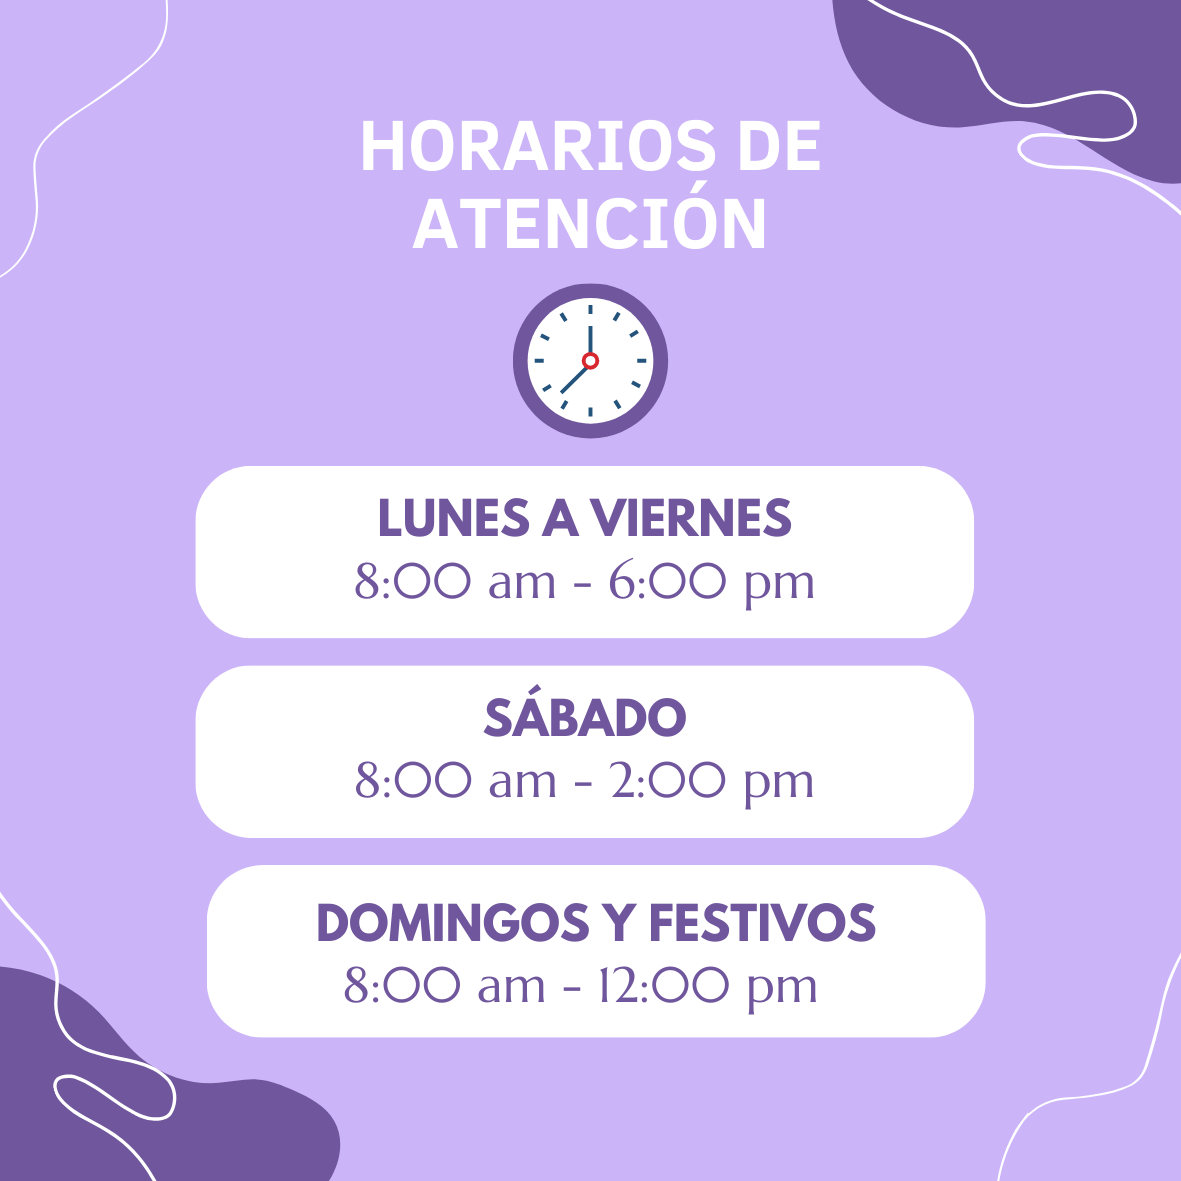 HORARIOS DE
ATENCIÓN
LUNES A VIERNES
8:00 am - 6:00 pm
SÁBADO
8:00 am - 2:00 pm
DOMINGOS Y FESTIVOS
8:00 am - 12:00 pm